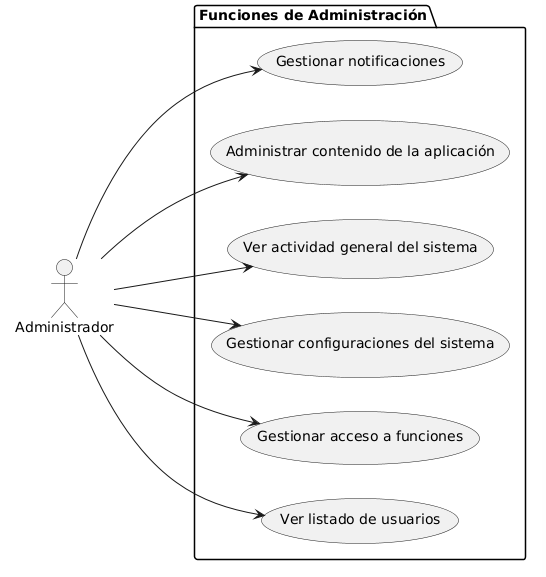 Funciones de Administración
Gestionar notificaciones
Administrar contenido de la aplicación
Ver actividad general del sistema
Gestionar configuraciones del sistema
Administrador
Gestionar acceso a funciones
Ver listado de usuarios